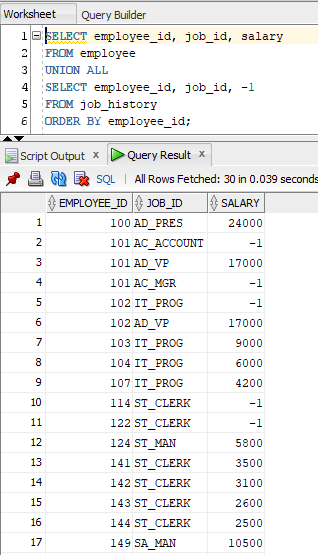 Worksheet Query Builder
1 SELECT employee_id, job_id, salary
2 FROM employee
3 UNION ALL
4 SELECT employee_id, job_id, -1
5 FROM job_history
6 ORDER BY employee_id;
Script Output x Query Result x
SQL | All Rows Fetched: 30 in 0.039 seconds
EMPLOYEE_ID JOB_ID SALARY
1 100 AD_PRES 24000
2 101 AC_ACCOUNT -1
3 101 AD_VP 17000
4 101 AC_MGR -1
5 102 IT_PROG -1
6 102 AD_VP 17000
7 103 IT_PROG 9000
8 104 IT_PROG 6000
9 107 IT_PROG 4200
10 114 ST_CLERK -1
11 122 ST_CLERK -1
12 124 ST_MAN 5800
13 141 ST_CLERK 3500
14 142 ST_CLERK 3100
15 143 ST_CLERK 2600
16 144 ST_CLERK 2500
17 149 SA_MAN 10500